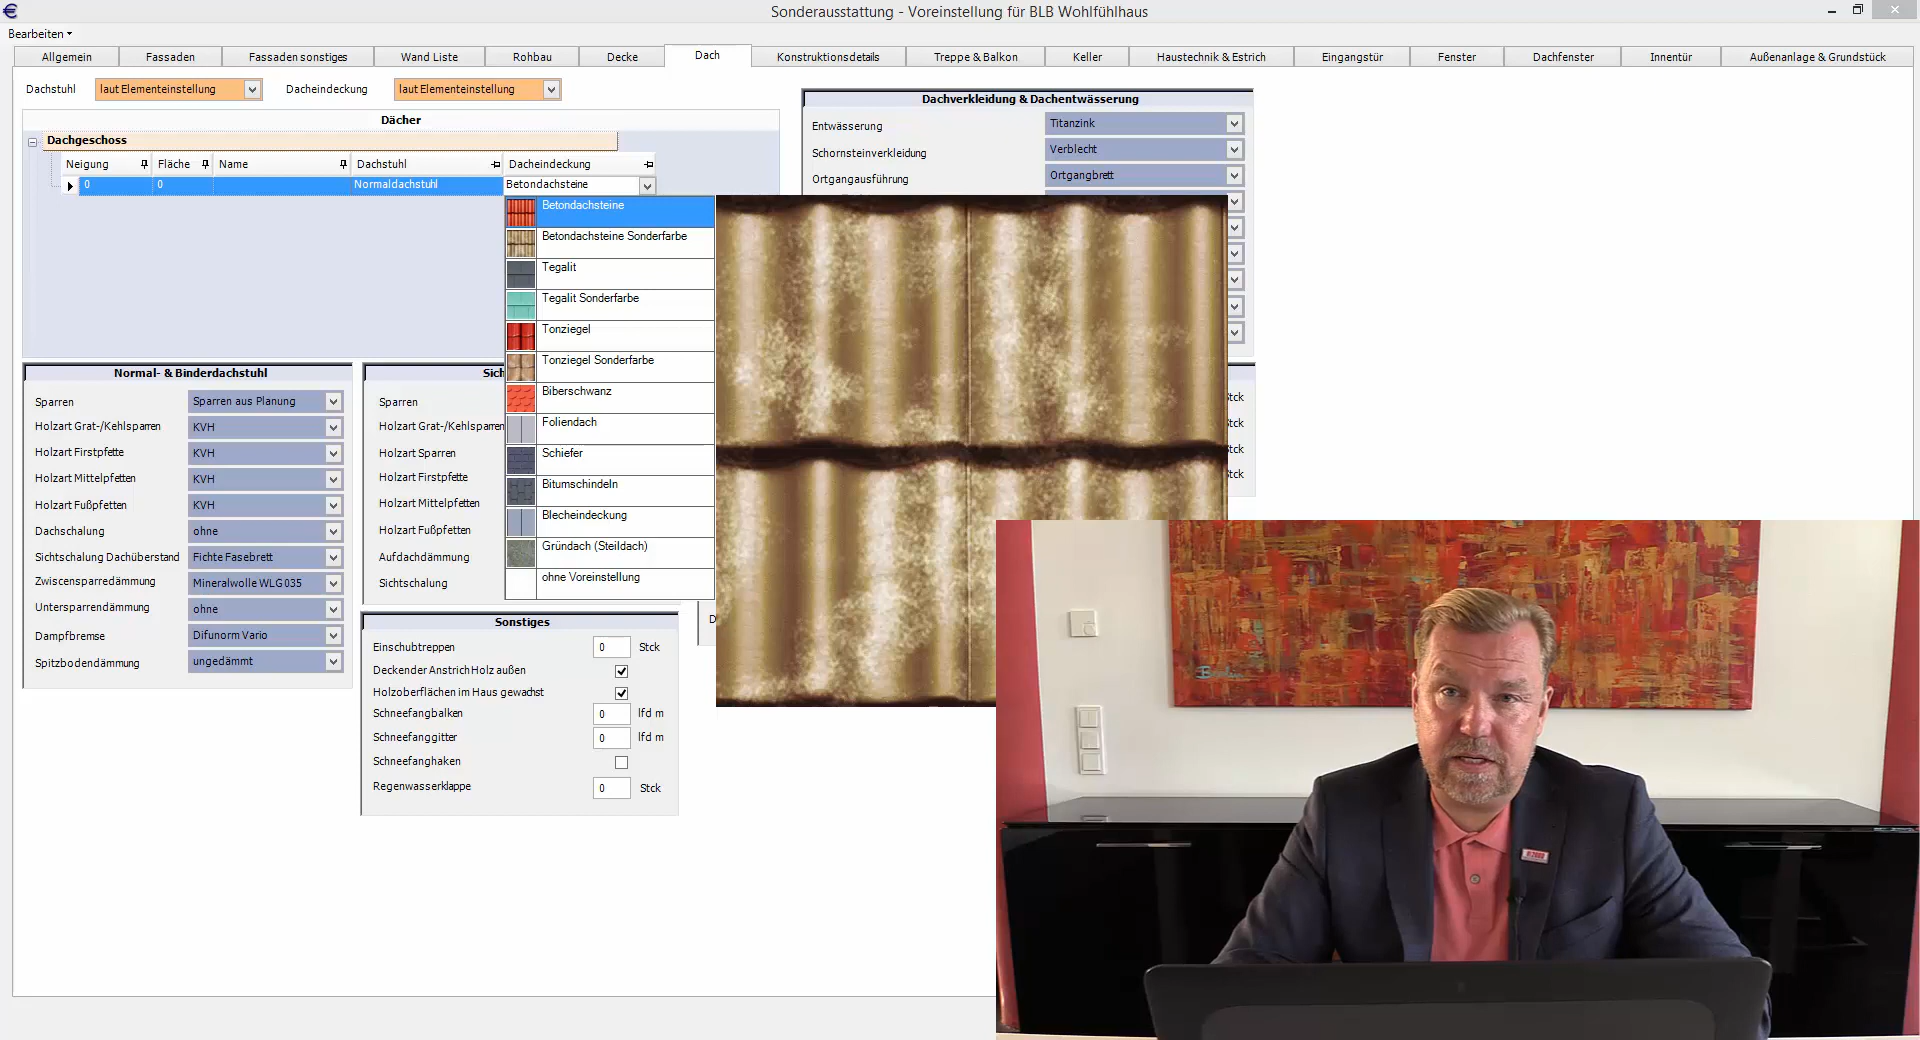 Sonderausstattung - Voreinstellung für BLB Wohlfühlhaus
Bearbeiten
Allgemein Fassaden Fassaden sonstiges Wand Liste Rohbau Decke Dach Konstruktionsdetails Treppe & Balkon Keller Haustechnik & Estrich Eingangstür Fenster Dachfenster Innentür Außenanlage & Grundstück
Dachstuhl laut Elementeinstellung Dacheindeckung laut Elementeinstellung
Dächer
Dachgeschoss
Neigung Fläche Name Dachstuhl Dacheindeckung
0 0 Normaldachstuhl Betondachsteine
Betondachsteine
Betondachsteine Sonderfarbe
Tegalit
Tegalit Sonderfarbe
Tonziegel
Tonziegel Sonderfarbe
Biberschwanz
Foliendach
Schiefer
Bitumschindeln
Blecheindeckung
Gründach (Steildach)
ohne Voreinstellung
Dachverkleidung & Dachentwässerung
Entwässerung Titanzink
Schornsteinverkleidung Verblecht
Ortgangausführung Ortgangbrett
Normal- & Binderdachstuhl
Sparren Sparren aus Planung
Holzart Grat-/Kehlsparren KVH
Holzart Firstpfette KVH
Holzart Mittelpfetten KVH
Holzart Fußpfetten KVH
Dachschalung ohne
Sichtschalung Dachüberstand Fichte Fasebrett
Zwiscensparredämmung Mineralwolle WLG 035
Untersparrendämmung ohne
Dampfbremse Difunorm Vario
Spitzbodendämmung ungedämmt
Sich
Sparren
Holzart Grat-/Kehlsparren
Holzart Sparren
Holzart Firstpfette
Holzart Mittelpfetten
Holzart Fußpfetten
Aufdachdämmung
Sichtschalung
Stck
Stck
Stck
Stck
D
Sonstiges
Einschubtreppen 0 Stck
Deckender Anstrich Holz außen
Holzoberflächen im Haus gewachst
Schneefangbalken 0 lfd m
Schneefanggitter 0 lfd m
Schneefanghaken
Regenwasserklappe 0 Stck